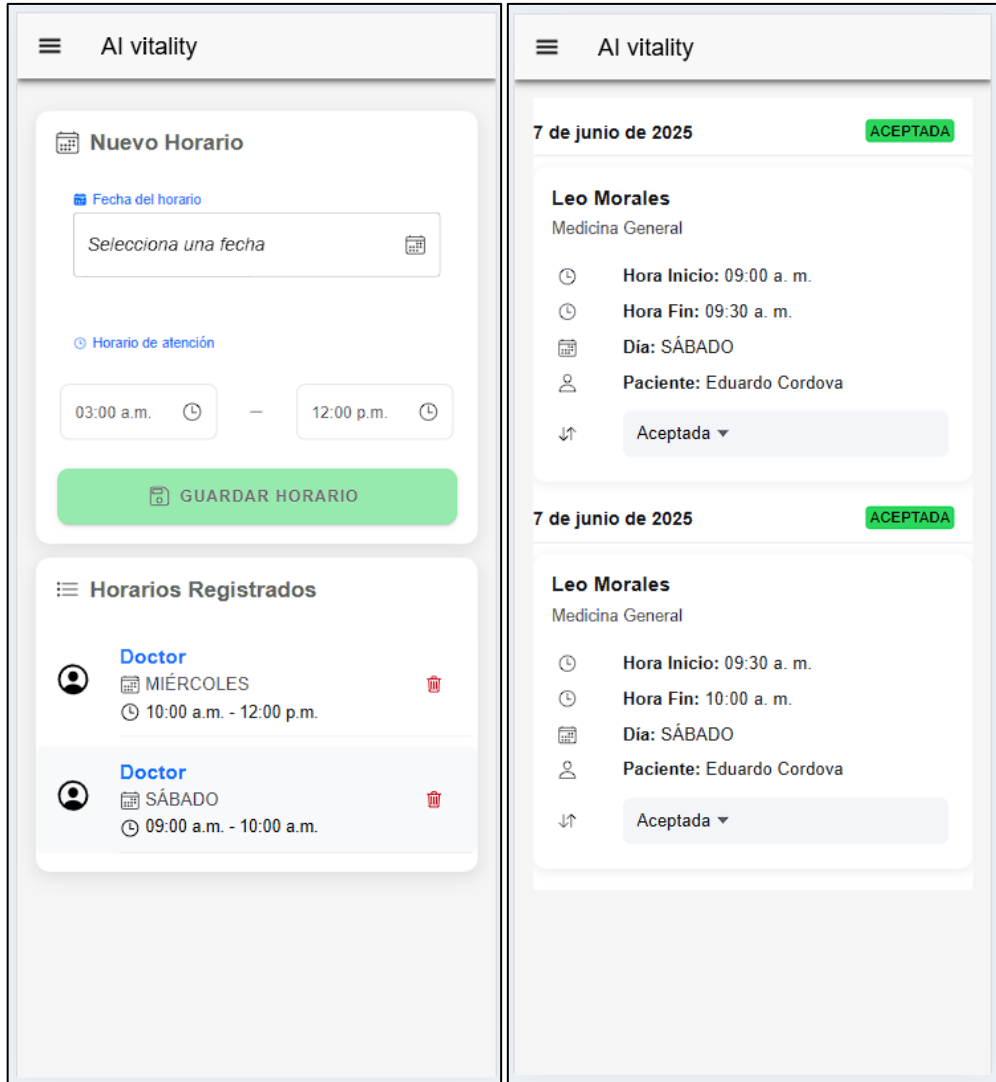 AI vitality
Nuevo Horario
Fecha del horario
Selecciona una fecha
Horario de atención
03:00 a.m. — 12:00 p.m.
GUARDAR HORARIO
Horarios Registrados
Doctor
MIÉRCOLES
10:00 a.m. - 12:00 p.m.
Doctor
SÁBADO
09:00 a.m. - 10:00 a.m.
AI vitality
7 de junio de 2025 ACEPTADA
Leo Morales
Medicina General
Hora Inicio: 09:00 a. m.
Hora Fin: 09:30 a. m.
Día: SÁBADO
Paciente: Eduardo Cordova
Aceptada
7 de junio de 2025 ACEPTADA
Leo Morales
Medicina General
Hora Inicio: 09:30 a. m.
Hora Fin: 10:00 a. m.
Día: SÁBADO
Paciente: Eduardo Cordova
Aceptada